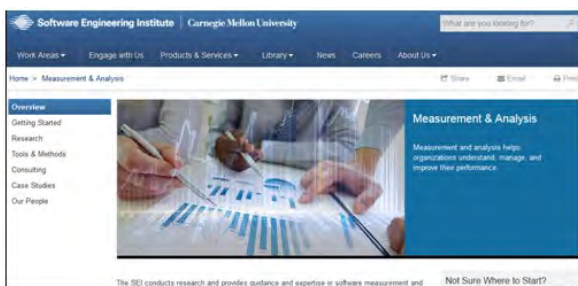 Software Engineering Institute | Carnegie Mellon University
What are you looking for?
Work Areas Engage with Us Products & Services Library News Careers About Us
Home > Measurement & Analysis
Share Email Print
Overview
Getting Started
Research
Tools & Methods
Consulting
Case Studies
Our People
Measurement & Analysis
Measurement and analysis helps
organizations understand, manage, and
improve their performance.
The SEI conducts research and provides guidance and expertise in software measurement and
Not Sure Where to Start?